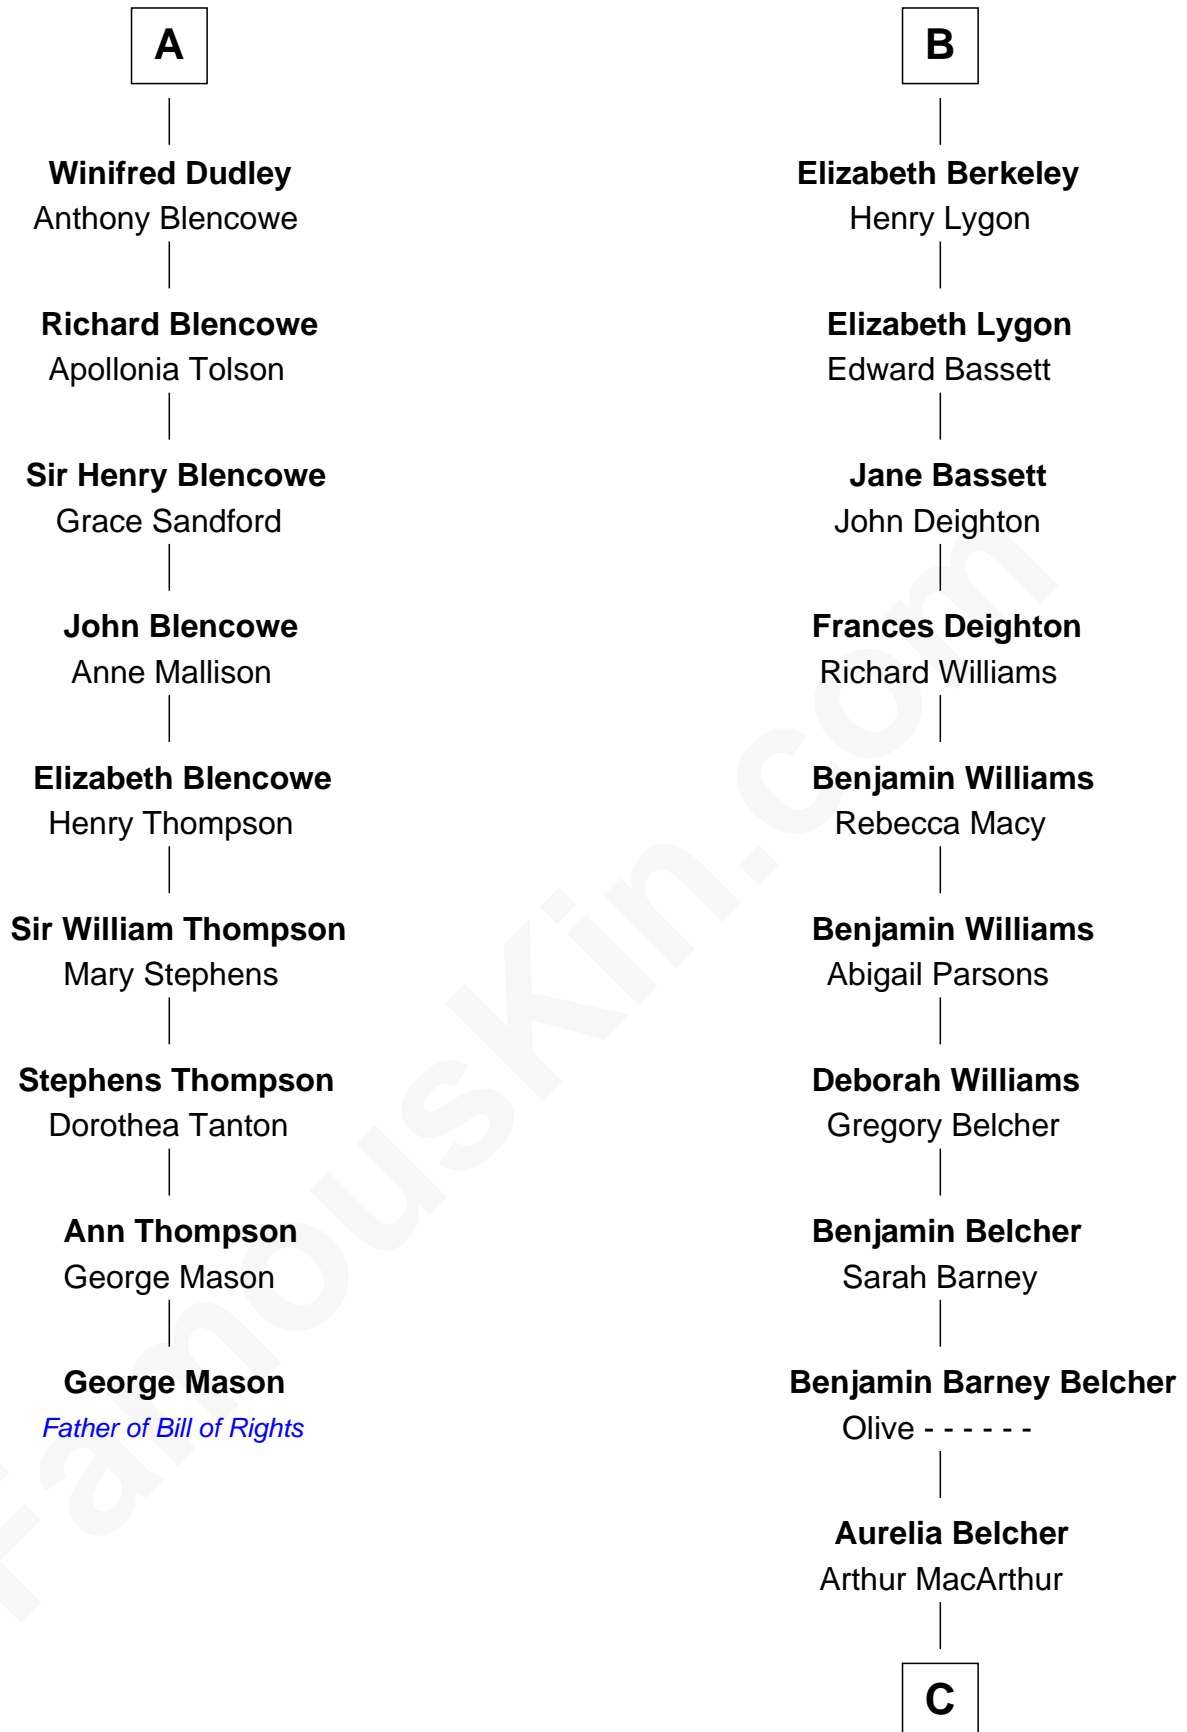 A
Winifred Dudley
Anthony Blencowe
Richard Blencowe
Apollonia Tolson
Sir Henry Blencowe
Grace Sandford
John Blencowe
Anne Mallison
Elizabeth Blencowe
Henry Thompson
Sir William Thompson
Mary Stephens
Stephens Thompson
Dorothea Tanton
Ann Thompson
George Mason
George Mason
Father of Bill of Rights
B
Elizabeth Berkeley
Henry Lygon
Elizabeth Lygon
Edward Bassett
Jane Bassett
John Deighton
Frances Deighton
Richard Williams
Benjamin Williams
Rebecca Macy
Benjamin Williams
Abigail Parsons
Deborah Williams
Gregory Belcher
Benjamin Belcher
Sarah Barney
Benjamin Barney Belcher
Olive - - - - - -
Aurelia Belcher
Arthur MacArthur
C
FamousKin.com